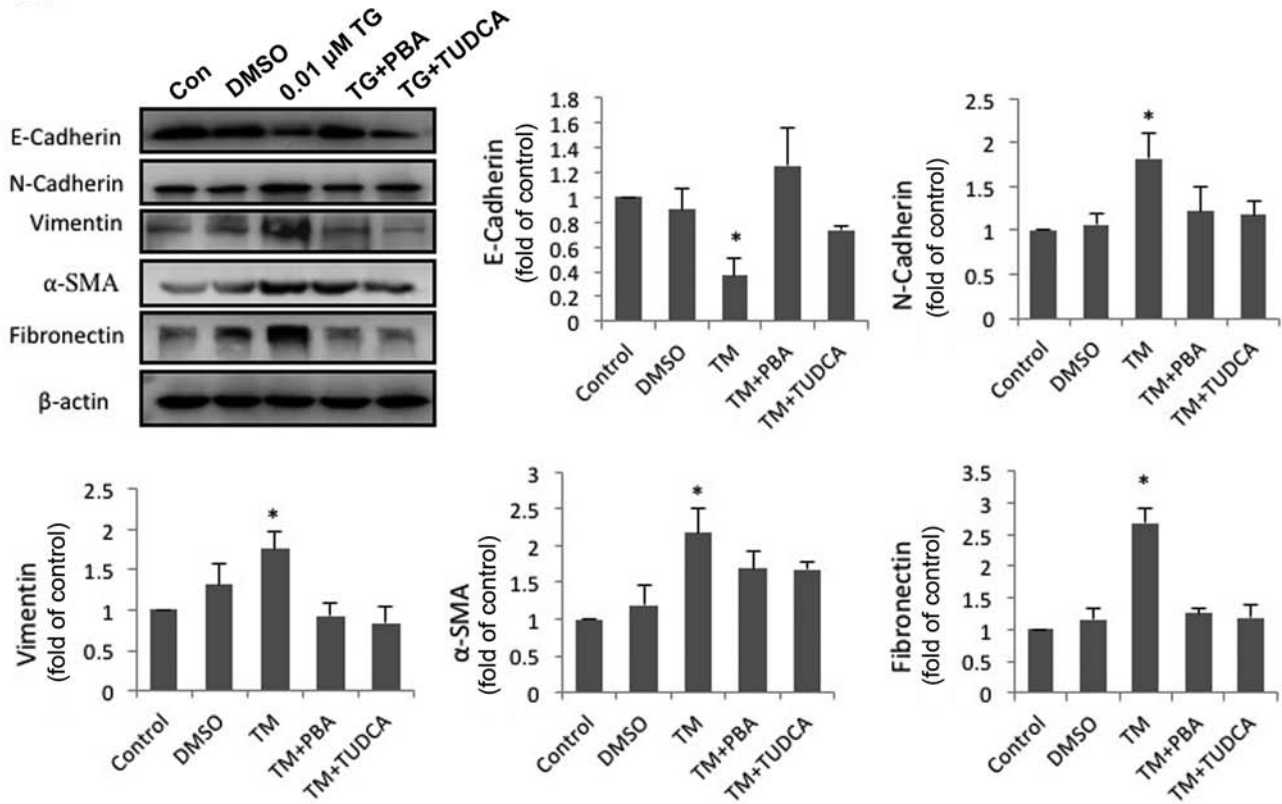 Con DMSO 0.01 µM TG TG+PBA TG+TUDCA
E-Cadherin
N-Cadherin
Vimentin
α-SMA
Fibronectin
β-actin
E-Cadherin
(fold of control)
1.8
1.6
1.4
1.2
1.0
0.8
0.6
0.4
0.2
0
*
Control DMSO TM TM+PBA TM+TUDCA
N-Cadherin
(fold of control)
2.5
2
1.5
1
0.5
0
*
Control DMSO TM TM+PBA TM+TUDCA
Vimentin
(fold of control)
2.5
2
1.5
1
0.5
0
*
Control DMSO TM TM+PBA TM+TUDCA
α-SMA
(fold of control)
3
2.5
2
1.5
1
0.5
0
*
Control DMSO TM TM+PBA TM+TUDCA
Fibronectin
(fold of control)
3.5
3
2.5
2
1.5
1
0.5
0
*
Control DMSO TM TM+PBA TM+TUDCA